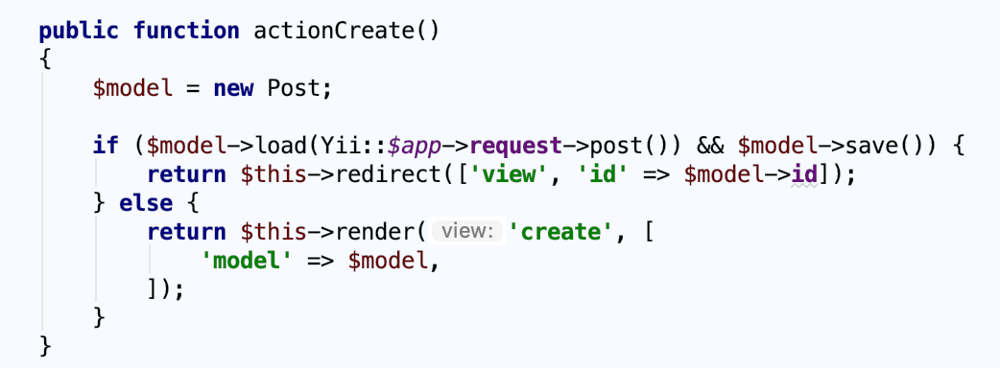 public function actionCreate()
{
    $model = new Post;

    if ($model->load(Yii::$app->request->post()) && $model->save()) {
        return $this->redirect(['view', 'id' => $model->id]);
    } else {
        return $this->render( view: 'create', [
            'model' => $model,
        ]);
    }
}